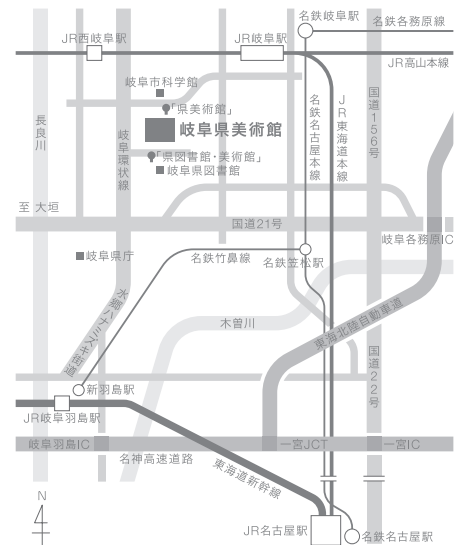 名鉄岐阜駅
名鉄各務原線
JR西岐阜駅
JR岐阜駅
JR高山本線
岐阜市科学館
「県美術館」
岐阜県美術館
「県図書館・美術館」
岐阜県図書館
長良川
岐阜環状線
名鉄名古屋本線
JR東海道本線
国道156号
至 大垣
国道21号
岐阜各務原IC
岐阜県庁
名鉄竹鼻線
名鉄笠松駅
水郷ハナミズキ街道
木曽川
東海北陸自動車道
国道22号
新羽島駅
JR岐阜羽島駅
岐阜羽島IC
一宮JCT
一宮IC
名神高速道路
東海道新幹線
N
JR名古屋駅
名鉄名古屋駅